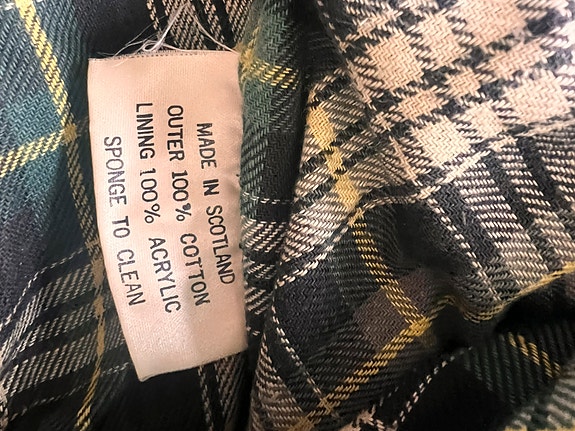 MADE IN SCOTLAND
OUTER 100% COTTON
LINING 100% ACRYLIC
SPONGE TO CLEAN